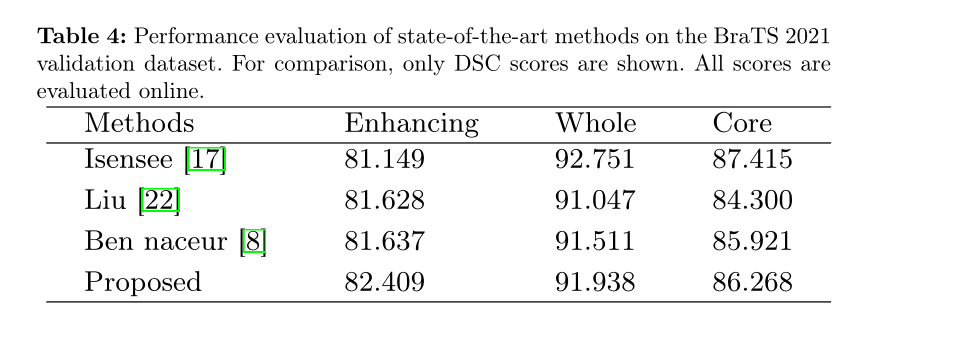 Table 4: Performance evaluation of state-of-the-art methods on the BraTS 2021
validation dataset. For comparison, only DSC scores are shown. All scores are
evaluated online.
Methods Enhancing Whole Core
Isensee [17] 81.149 92.751 87.415
Liu [22] 81.628 91.047 84.300
Ben naceur [8] 81.637 91.511 85.921
Proposed 82.409 91.938 86.268